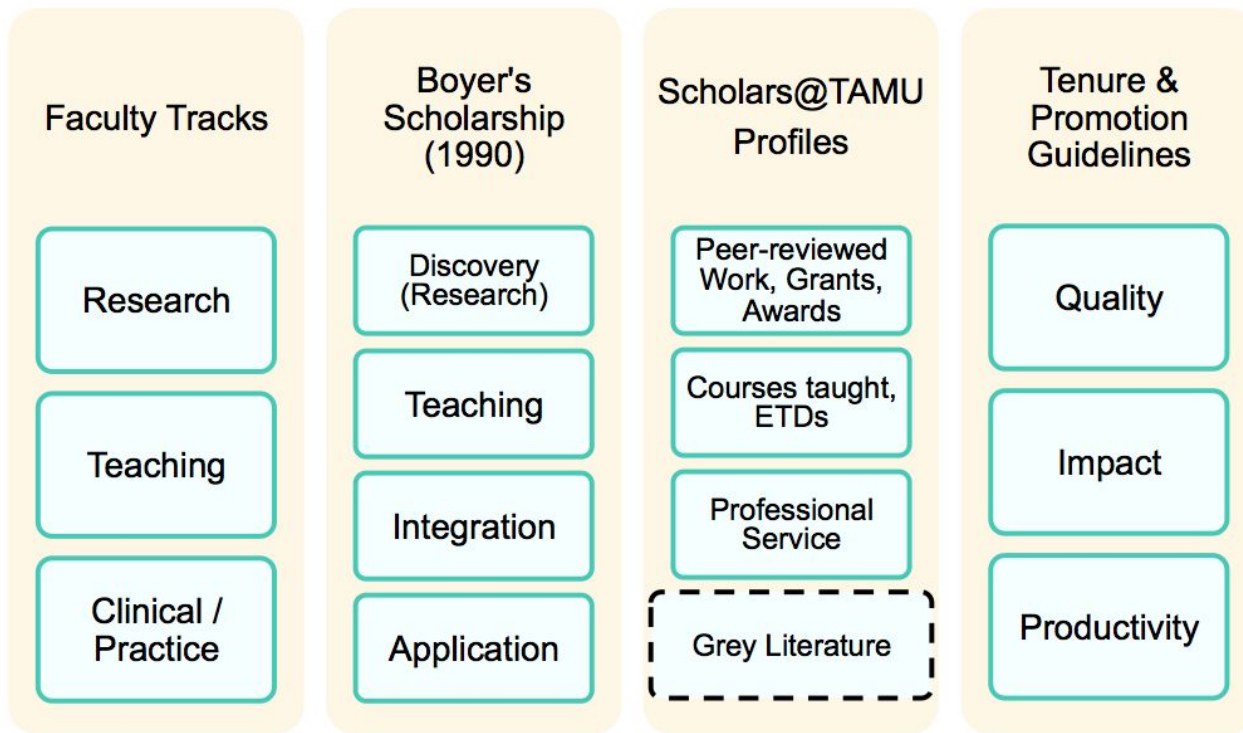 Faculty Tracks
Research
Teaching
Clinical /
Practice
Boyer's
Scholarship
(1990)
Discovery
(Research)
Teaching
Integration
Application
Scholars@TAMU
Profiles
Peer-reviewed
Work, Grants,
Awards
Courses taught,
ETDs
Professional
Service
Grey Literature
Tenure &
Promotion
Guidelines
Quality
Impact
Productivity